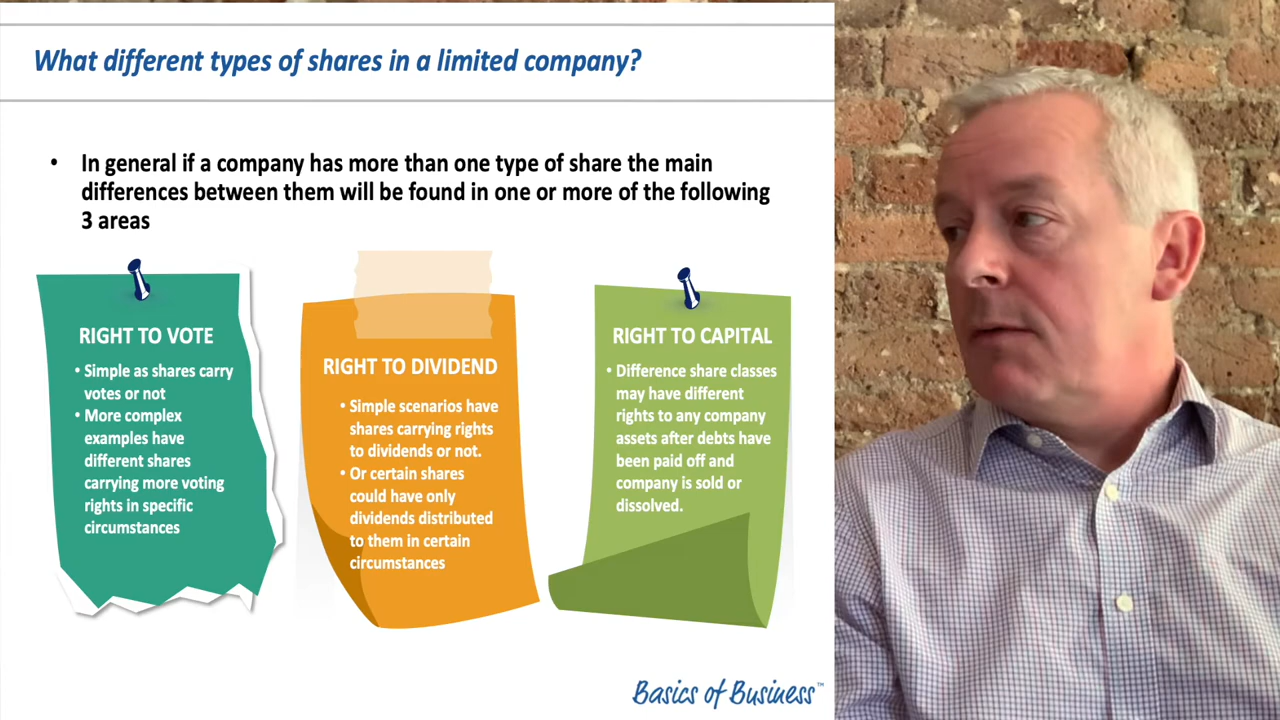 What different types of shares in a limited company?
• In general if a company has more than one type of share the main
differences between them will be found in one or more of the following
3 areas
RIGHT TO VOTE
• Simple as shares carry
votes or not
• More complex
examples have
different shares
carrying more voting
rights in specific
circumstances
RIGHT TO DIVIDEND
• Simple scenarios have
shares carrying rights
to dividends or not.
• Or certain shares
could have only
dividends distributed
to them in certain
circumstances
RIGHT TO CAPITAL
• Difference share classes
may have different
rights to any company
assets after debts have
been paid off and
company is sold or
dissolved.
Basics of Business™